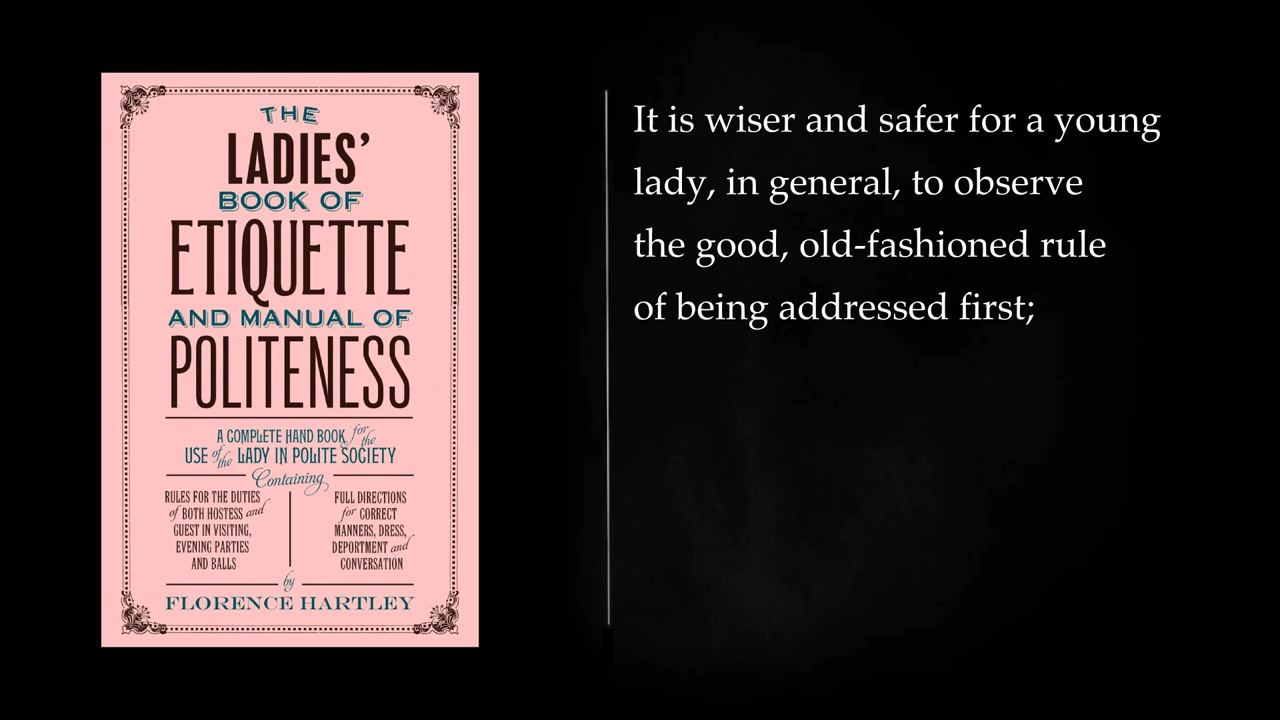 THE
LADIES'
BOOK OF
ETIQUETTE
AND MANUAL OF
POLITENESS
A COMPLETE HAND BOOK for the
USE of the LADY IN POLITE SOCIETY
Containing
RULES FOR THE DUTIES
of BOTH HOSTESS and
GUEST IN VISITING,
EVENING PARTIES
AND BALLS
FULL DIRECTIONS
for CORRECT
MANNERS, DRESS,
DEPORTMENT and
CONVERSATION
by
FLORENCE HARTLEY
It is wiser and safer for a young
lady, in general, to observe
the good, old-fashioned rule
of being addressed first;